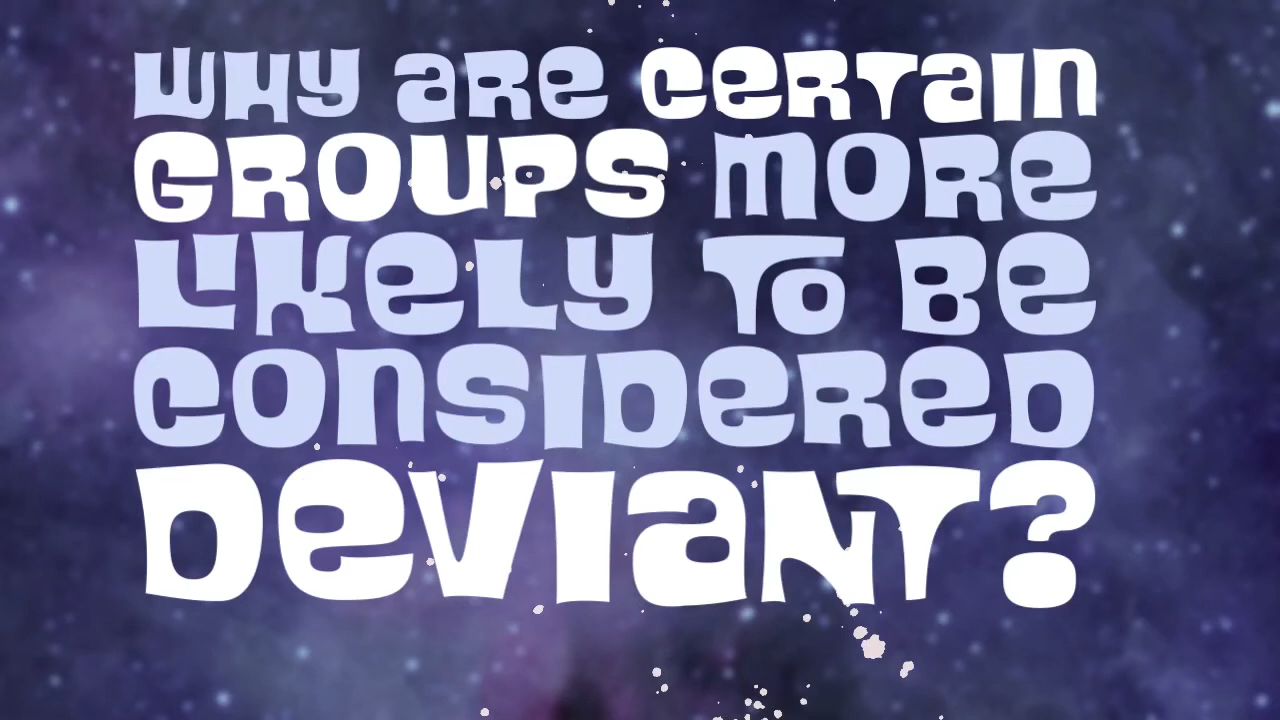 WHY ARE CERTAIN
GROUPS MORE
LIKELY TO BE
CONSIDERED
DEVIANT?